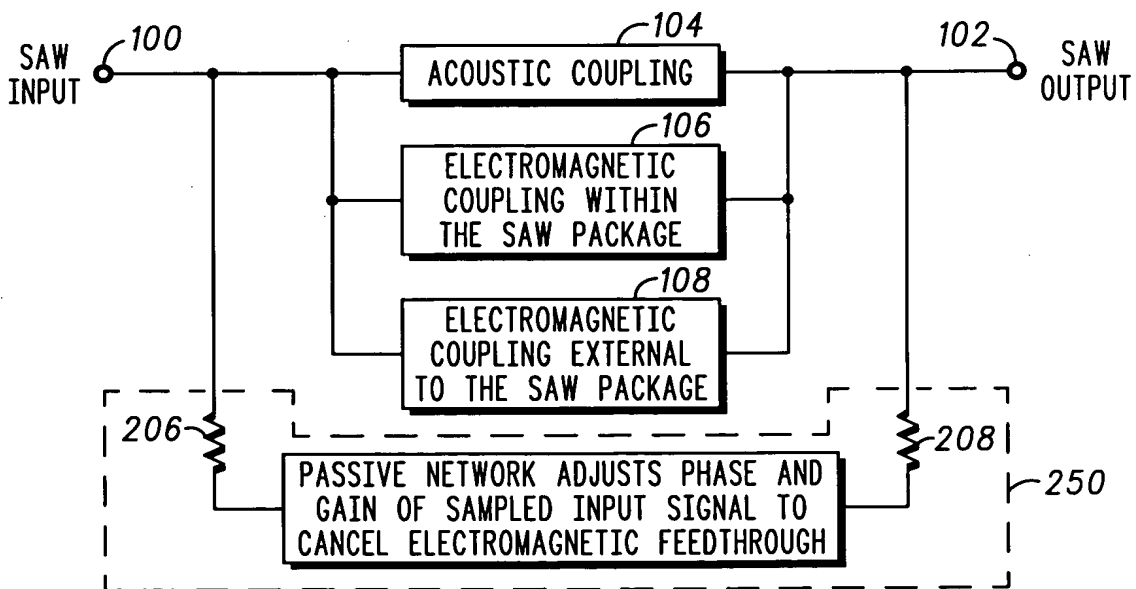 SAW INPUT
100
104
ACOUSTIC COUPLING
102
SAW OUTPUT
106
ELECTROMAGNETIC
COUPLING WITHIN
THE SAW PACKAGE
108
ELECTROMAGNETIC
COUPLING EXTERNAL
TO THE SAW PACKAGE
206
208
PASSIVE NETWORK ADJUSTS PHASE AND
GAIN OF SAMPLED INPUT SIGNAL TO
CANCEL ELECTROMAGNETIC FEEDTHROUGH
250